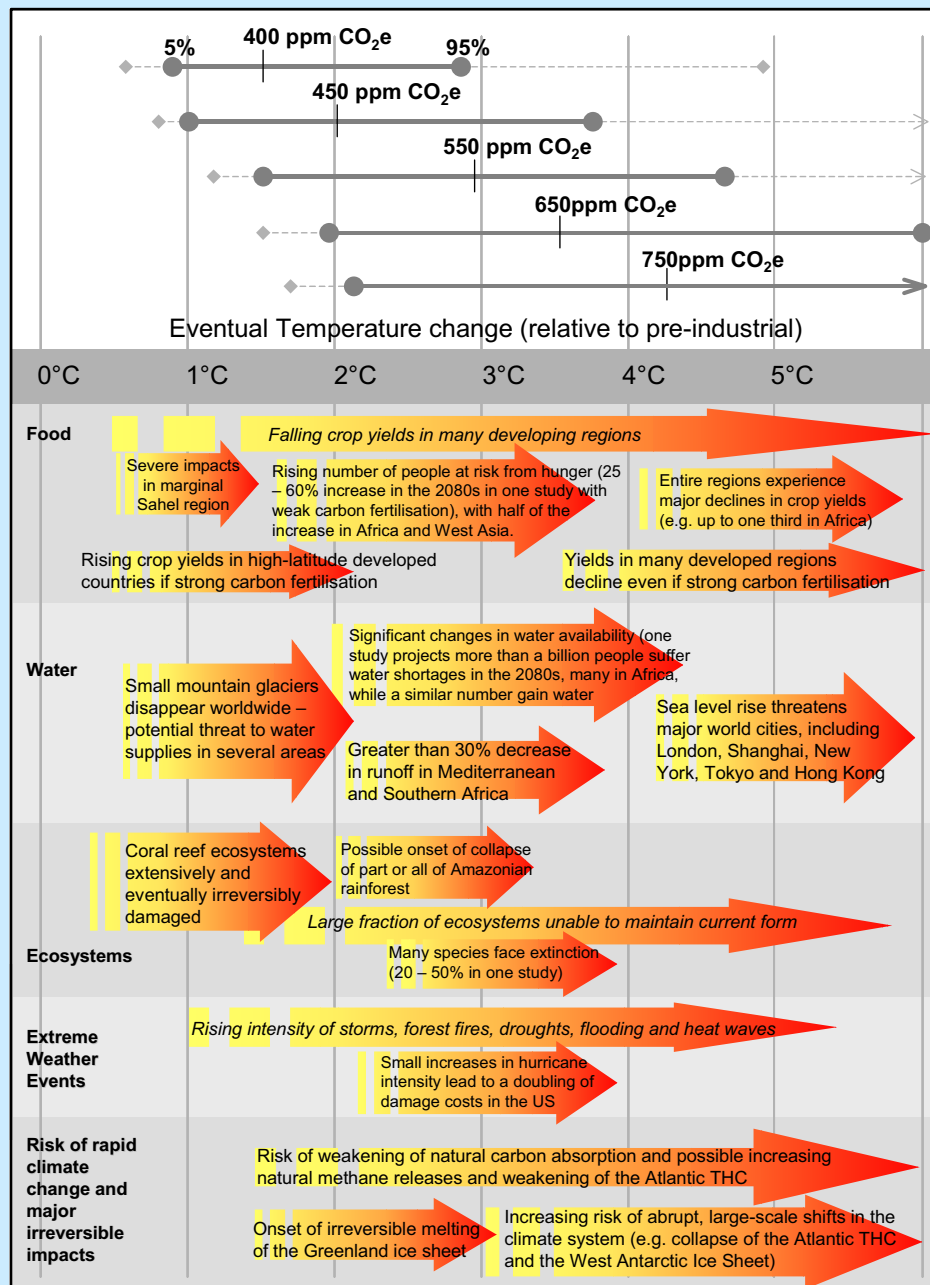 400 ppm CO₂e
5%
95%
450 ppm CO₂e
550 ppm CO₂e
650ppm CO₂e
750ppm CO₂e
Eventual Temperature change (relative to pre-industrial)
0°C 1°C 2°C 3°C 4°C 5°C
Food
Falling crop yields in many developing regions
Severe impacts
in marginal
Sahel region
Rising number of people at risk from hunger (25
– 60% increase in the 2080s in one study with
weak carbon fertilisation), with half of the
increase in Africa and West Asia.
Entire regions experience
major declines in crop yields
(e.g. up to one third in Africa)
Rising crop yields in high-latitude developed
countries if strong carbon fertilisation
Yields in many developed regions
decline even if strong carbon fertilisation
Water
Small mountain glaciers
disappear worldwide –
potential threat to water
supplies in several areas
Significant changes in water availability (one
study projects more than a billion people suffer
water shortages in the 2080s, many in Africa,
while a similar number gain water
Greater than 30% decrease
in runoff in Mediterranean
and Southern Africa
Sea level rise threatens
major world cities, including
London, Shanghai, New
York, Tokyo and Hong Kong
Ecosystems
Coral reef ecosystems
extensively and
eventually irreversibly
damaged
Possible onset of collapse
of part or all of Amazonian
rainforest
Large fraction of ecosystems unable to maintain current form
Many species face extinction
(20 – 50% in one study)
Extreme
Weather
Events
Rising intensity of storms, forest fires, droughts, flooding and heat waves
Small increases in hurricane
intensity lead to a doubling of
damage costs in the US
Risk of rapid
climate
change and
major
irreversible
impacts
Risk of weakening of natural carbon absorption and possible increasing
natural methane releases and weakening of the Atlantic THC
Onset of irreversible melting
of the Greenland ice sheet
Increasing risk of abrupt, large-scale shifts in the
climate system (e.g. collapse of the Atlantic THC
and the West Antarctic Ice Sheet)